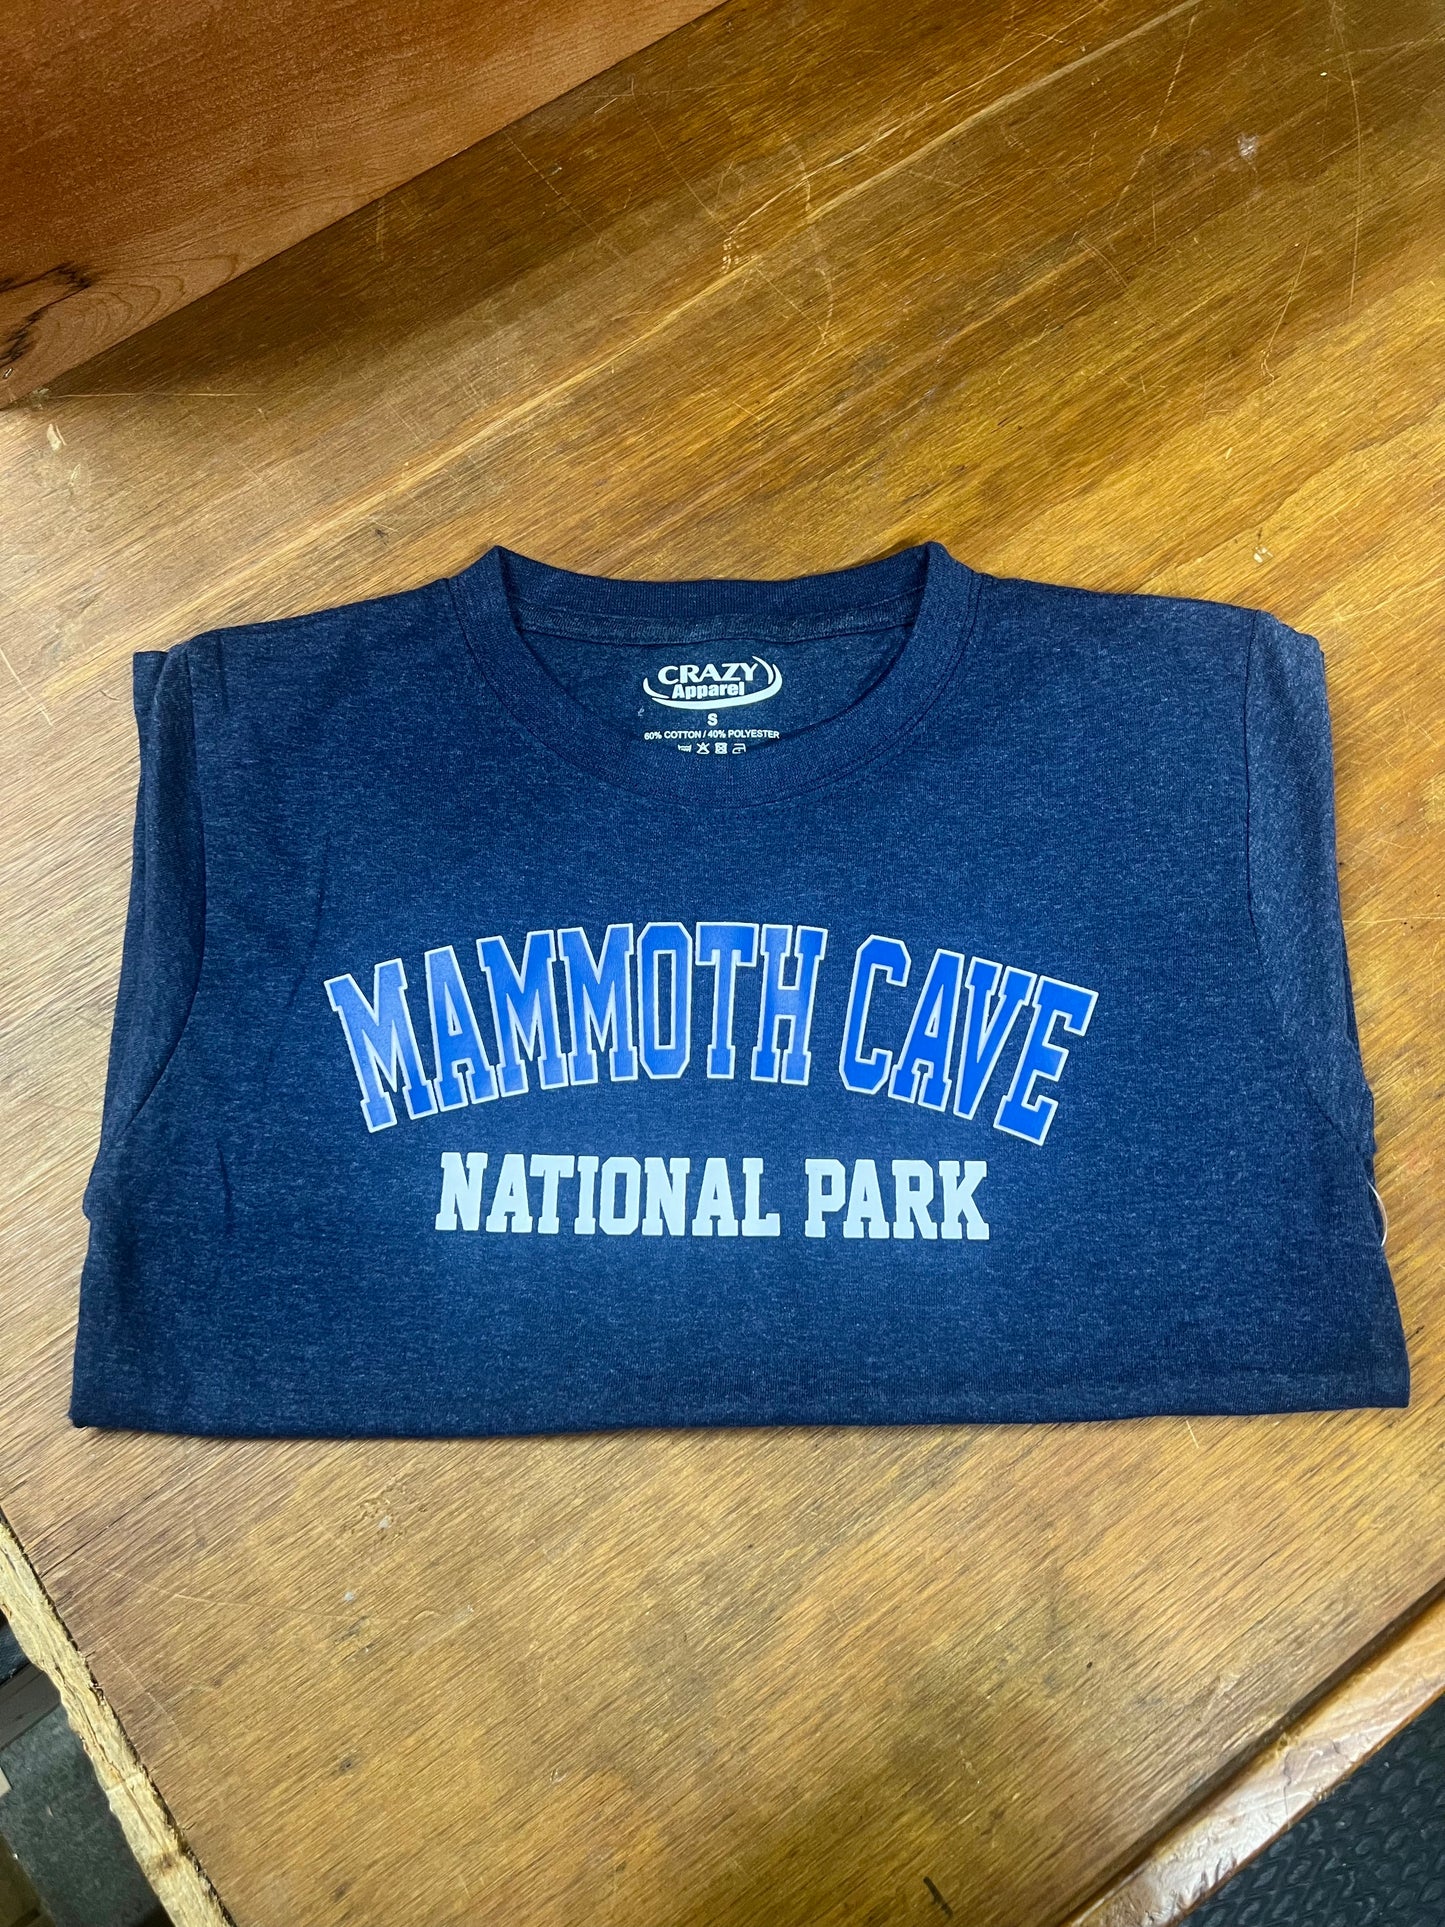 CRAZY
Apparel
S
60% COTTON / 40% POLYESTER
MAMMOTH CAVE
NATIONAL PARK